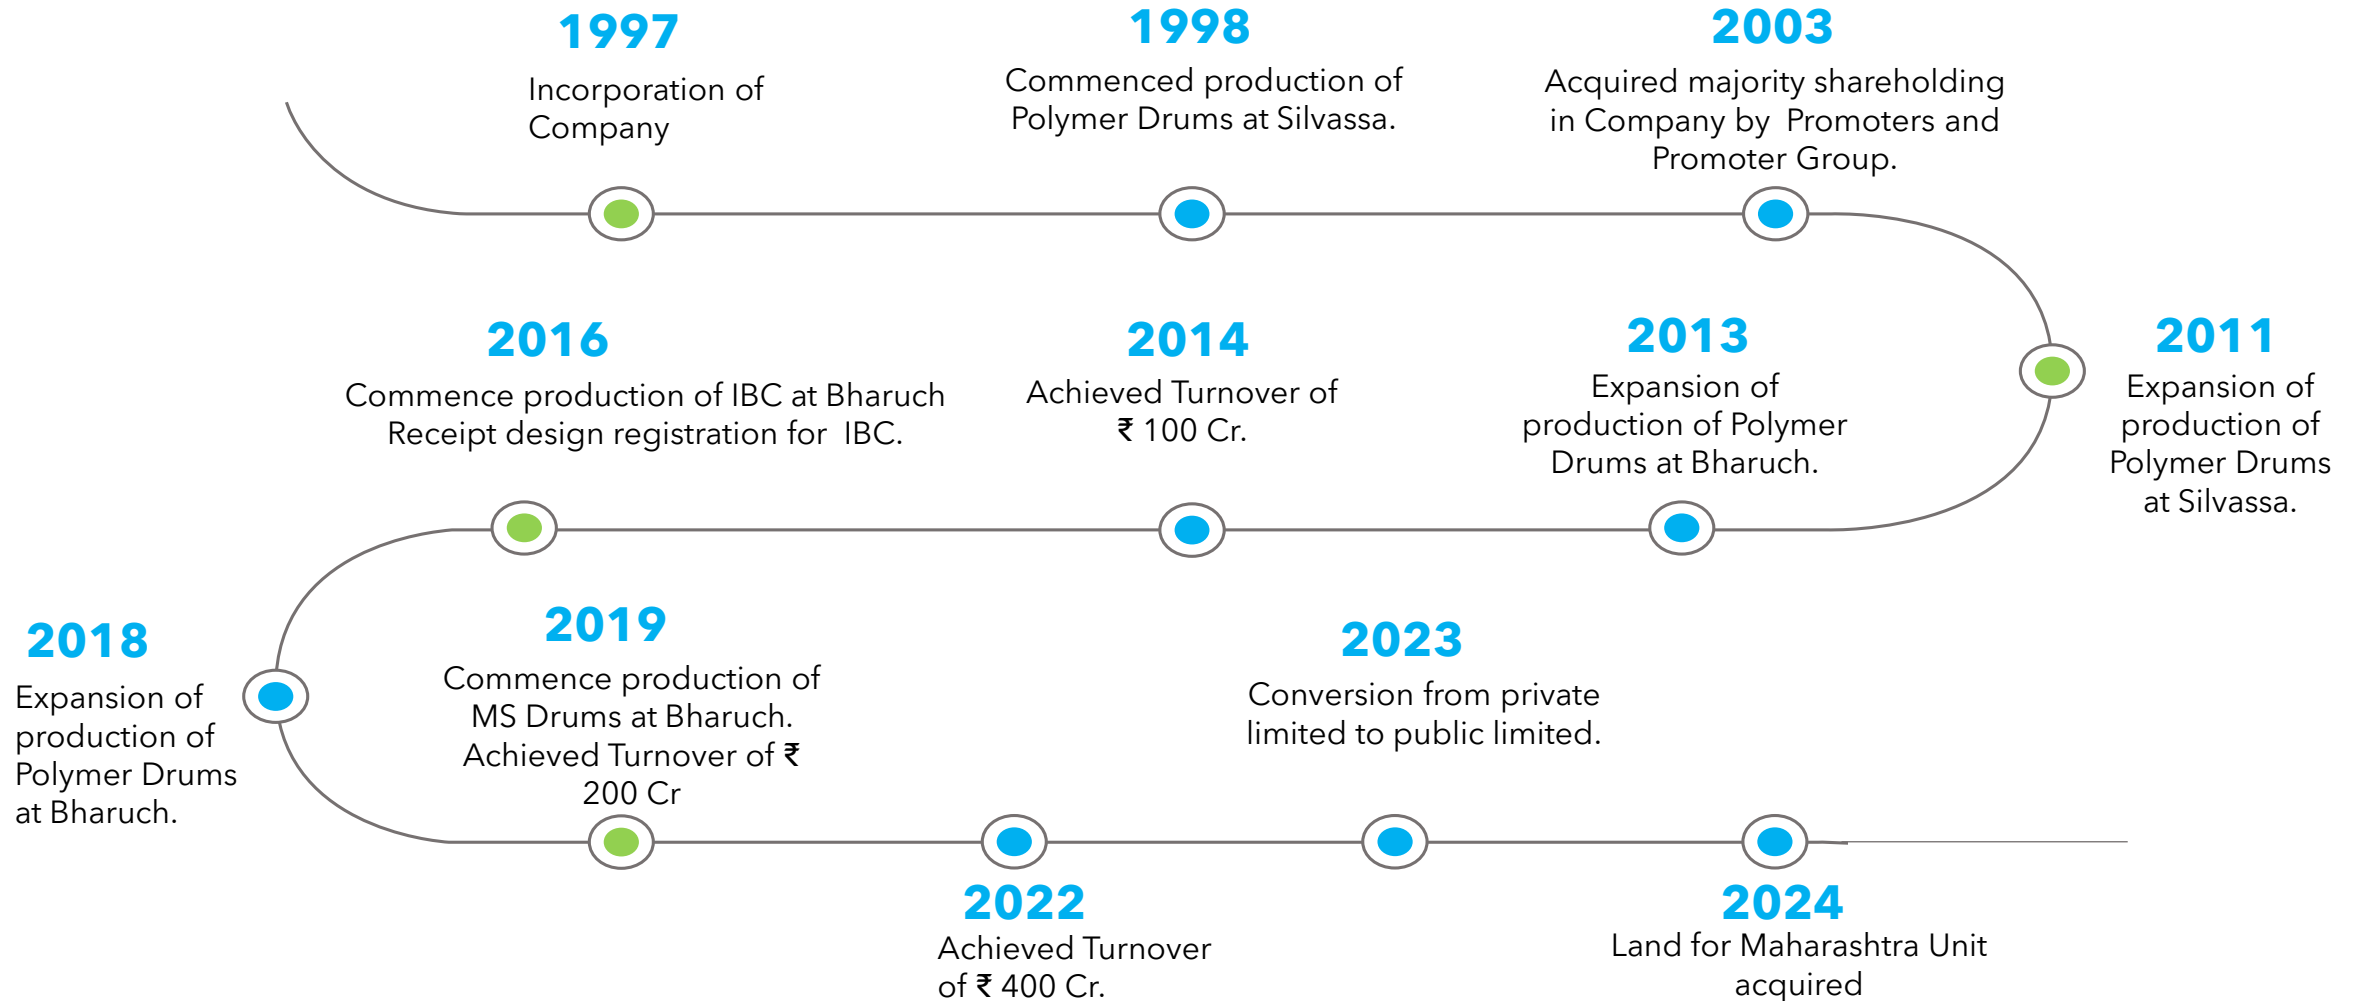 1997
Incorporation of
Company
1998
Commenced production of
Polymer Drums at Silvassa.
2003
Acquired majority shareholding
in Company by  Promoters and
Promoter Group.
2011
Expansion of
production of
Polymer Drums
at Silvassa.
2013
Expansion of
production of Polymer
Drums at Bharuch.
2014
Achieved Turnover of
₹ 100 Cr.
2016
Commence production of IBC at Bharuch
Receipt design registration for  IBC.
2018
Expansion of
production of
Polymer Drums
at Bharuch.
2019
Commence production of
MS Drums at Bharuch.
Achieved Turnover of ₹
200 Cr
2022
Achieved Turnover
of ₹ 400 Cr.
2023
Conversion from private
limited to public limited.
2024
Land for Maharashtra Unit
acquired